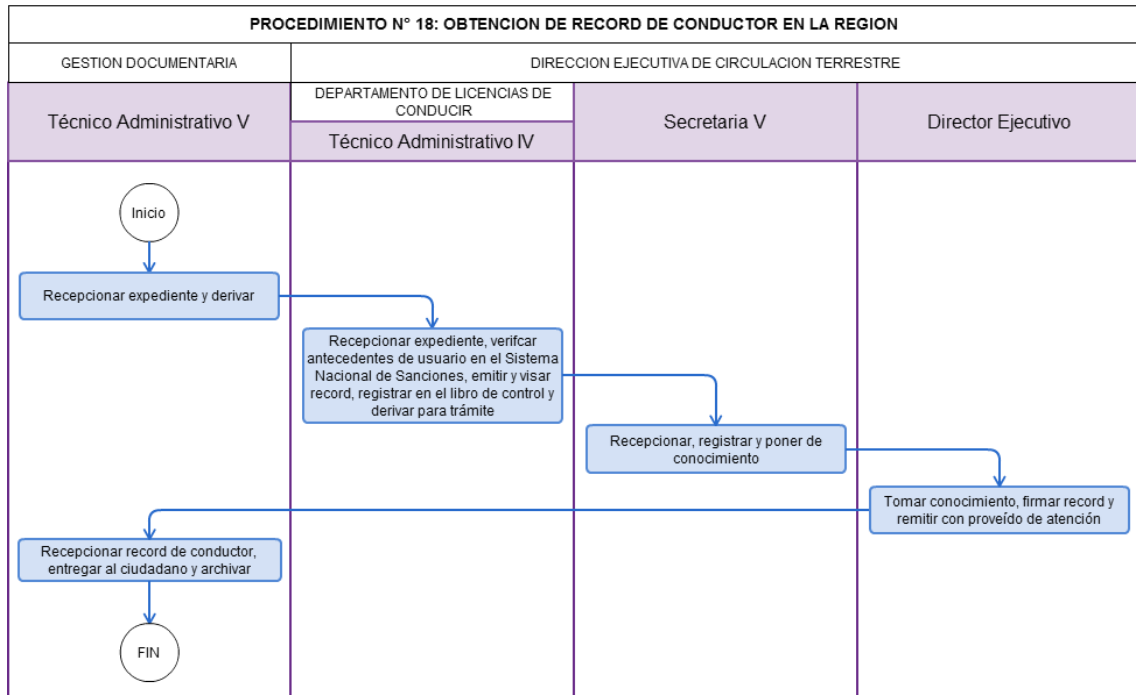 PROCEDIMIENTO N° 18: OBTENCION DE RECORD DE CONDUCTOR EN LA REGION
GESTION DOCUMENTARIA
DIRECCION EJECUTIVA DE CIRCULACION TERRESTRE
Técnico Administrativo V
DEPARTAMENTO DE LICENCIAS DE
CONDUCIR
Técnico Administrativo IV
Secretaria V
Director Ejecutivo
Inicio
Recepcionar expediente y derivar
Recepcionar expediente, verifcar
antecedentes de usuario en el Sistema
Nacional de Sanciones, emitir y visar
record, registrar en el libro de control y
derivar para trámite
Recepcionar, registrar y poner de
conocimiento
Tomar conocimiento, firmar record y
remitir con proveído de atención
Recepcionar record de conductor,
entregar al ciudadano y archivar
FIN